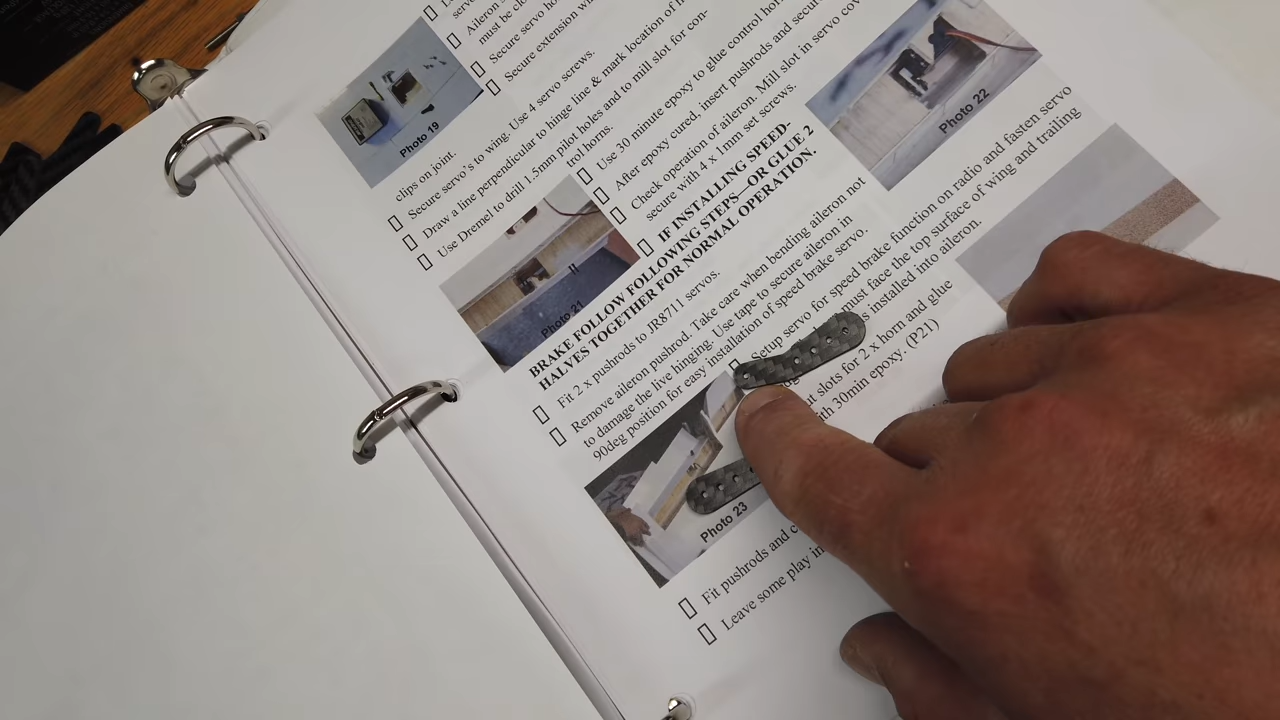 Aileron
must be
Secure servo
Secure extension
Photo 19
clips on joint.
Secure servo's to wing. Use 4 servo screws.
Draw a line perpendicular to hinge line & mark location of
Use Dremel to drill 1.5mm pilot holes and to mill slot for con-
trol horns.
Photo 21
Use 30 minute epoxy to glue control
After epoxy cured, insert pushrods and
Check operation of aileron. Mill slot in servo
secure with 4 x 1mm set screws.
Photo 22
IF INSTALLING SPEED-
BRAKE FOLLOW FOLLOWING STEPS—OR GLUE 2
HALVES TOGETHER FOR NORMAL OPERATION.
Fit 2 x pushrods to JR8711 servos.
Remove aileron pushrod. Take care when bending aileron not
to damage the live hinging. Use tape to secure aileron in
90deg position for easy installation of speed brake servo.
Photo 23
Setup servo for speed brake function on radio and fasten servo
must face the top surface of wing and trailing
installed into aileron.
slots for 2 x horn and glue
30min epoxy. (P21)
Fit pushrods and
Leave some play in